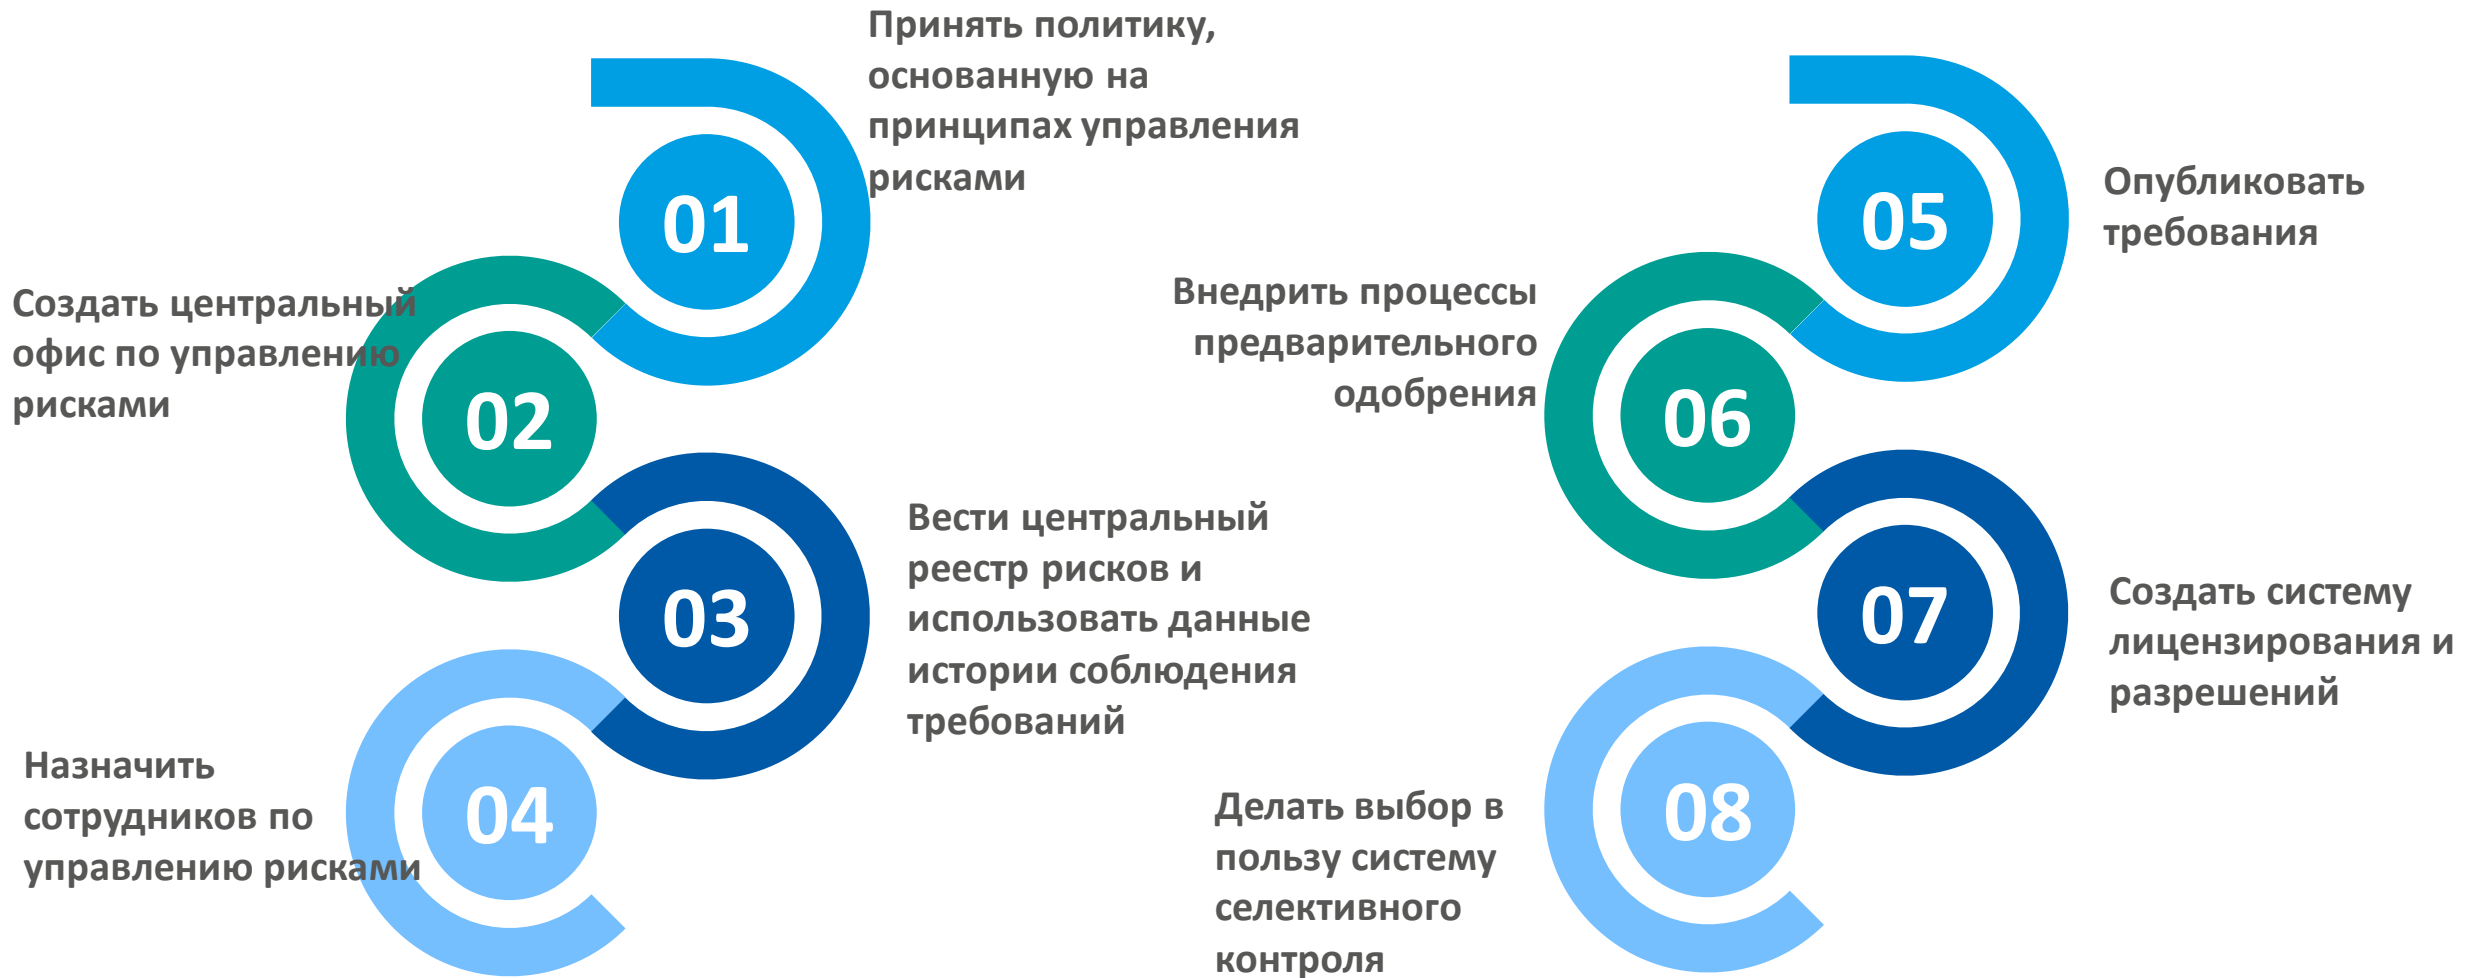 Принять политику,
основанную на
принципах управления
рисками
01
Создать центральный
офис по управлению
рисками
02
03
Вести центральный
реестр рисков и
использовать данные
истории соблюдения
требований
Назначить
сотрудников по
управлению рисками
04
05
Опубликовать
требования
Внедрить процессы
предварительного
одобрения
06
07
Создать систему
лицензирования и
разрешений
Делать выбор в
пользу систему
селективного
контроля
08